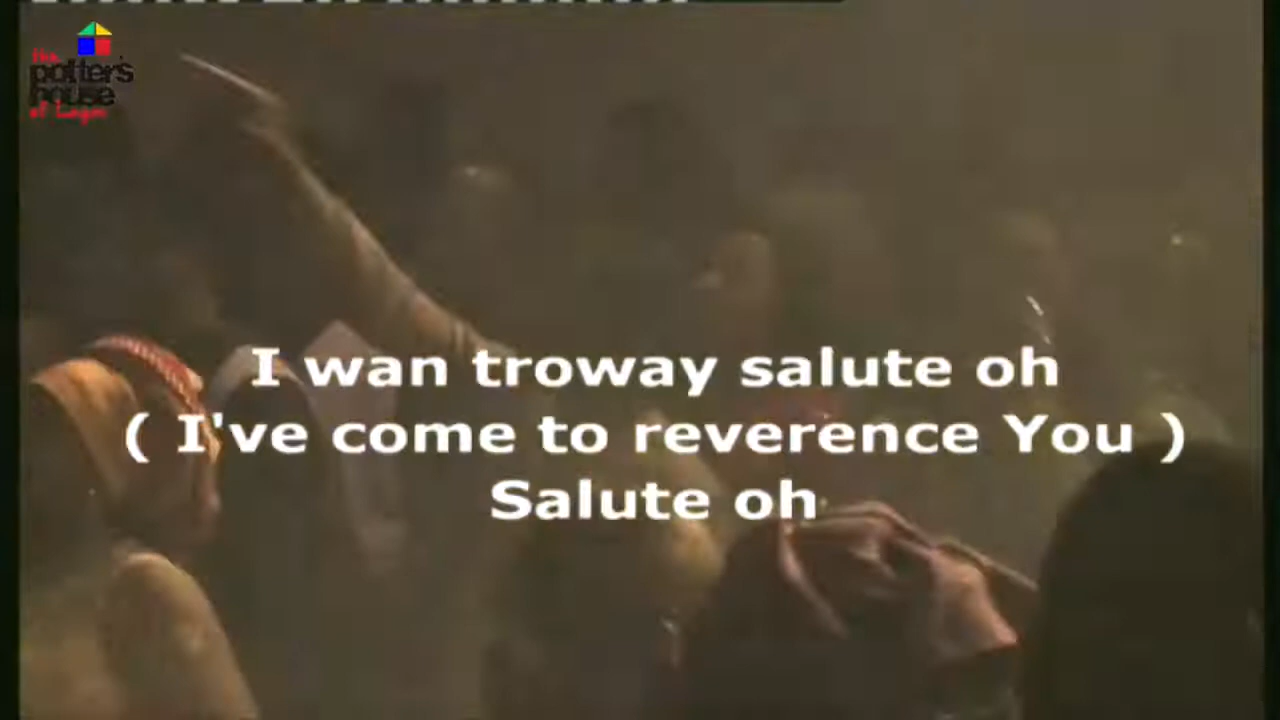 the
potter's
house
of Lagos
I wan troway salute oh
( I've come to reverence You )
Salute oh